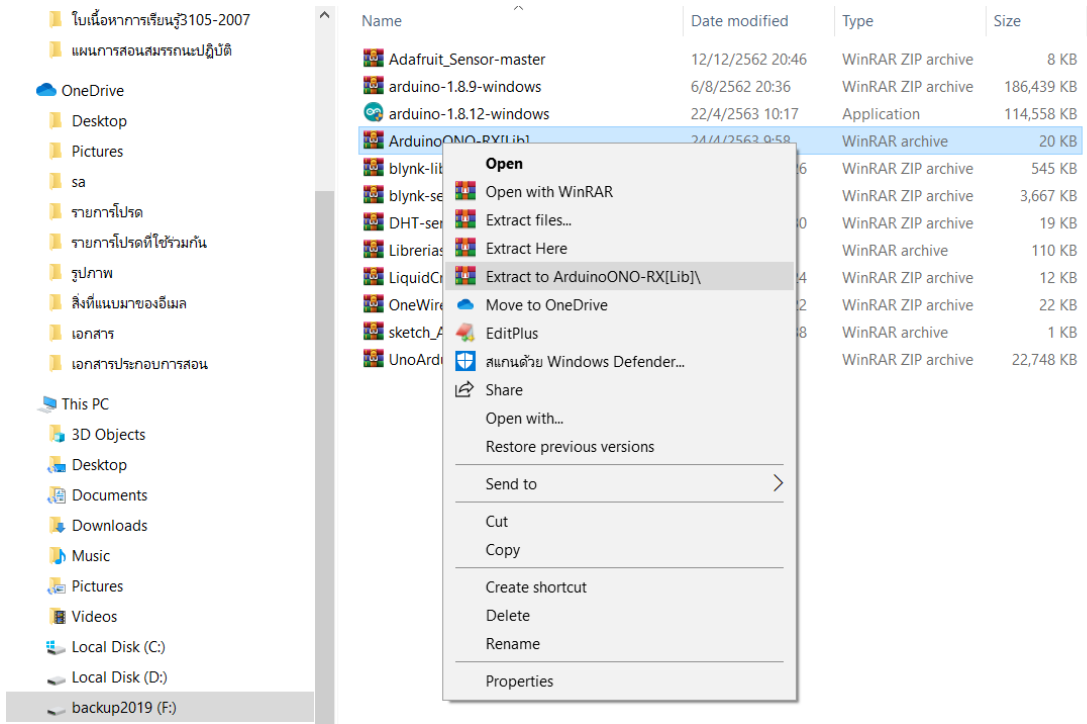 ใบเนื้อหาการเรียนรู้3105-2007
แผนการสอนสมรรถนะปฏิบัติ
OneDrive
Desktop
Pictures
sa
รายการโปรด
รายการโปรดที่ใช้ร่วมกัน
รูปภาพ
สิ่งที่แนบมาของอีเมล
เอกสาร
เอกสารประกอบการสอน
This PC
3D Objects
Desktop
Documents
Downloads
Music
Pictures
Videos
Local Disk (C:)
Local Disk (D:)
backup2019 (F:)
Name Date modified Type Size
Adafruit_Sensor-master 12/12/2562 20:46 WinRAR ZIP archive 8 KB
arduino-1.8.9-windows 6/8/2562 20:36 WinRAR ZIP archive 186,439 KB
arduino-1.8.12-windows 22/4/2563 10:17 Application 114,558 KB
ArduinoONO-RX[Lib] 24/4/2563 9:58 WinRAR archive 20 KB
blynk-lib 6 WinRAR ZIP archive 545 KB
blynk-se WinRAR ZIP archive 3,667 KB
DHT-sen 0 WinRAR ZIP archive 19 KB
Librerias WinRAR archive 110 KB
LiquidCr 4 WinRAR ZIP archive 12 KB
OneWire 2 WinRAR ZIP archive 22 KB
sketch_A 8 WinRAR archive 1 KB
UnoArdu WinRAR ZIP archive 22,748 KB
Open
Open with WinRAR
Extract files...
Extract Here
Extract to ArduinoONO-RX[Lib]\
Move to OneDrive
EditPlus
สแกนด้วย Windows Defender...
Share
Open with...
Restore previous versions
Send to
Cut
Copy
Create shortcut
Delete
Rename
Properties